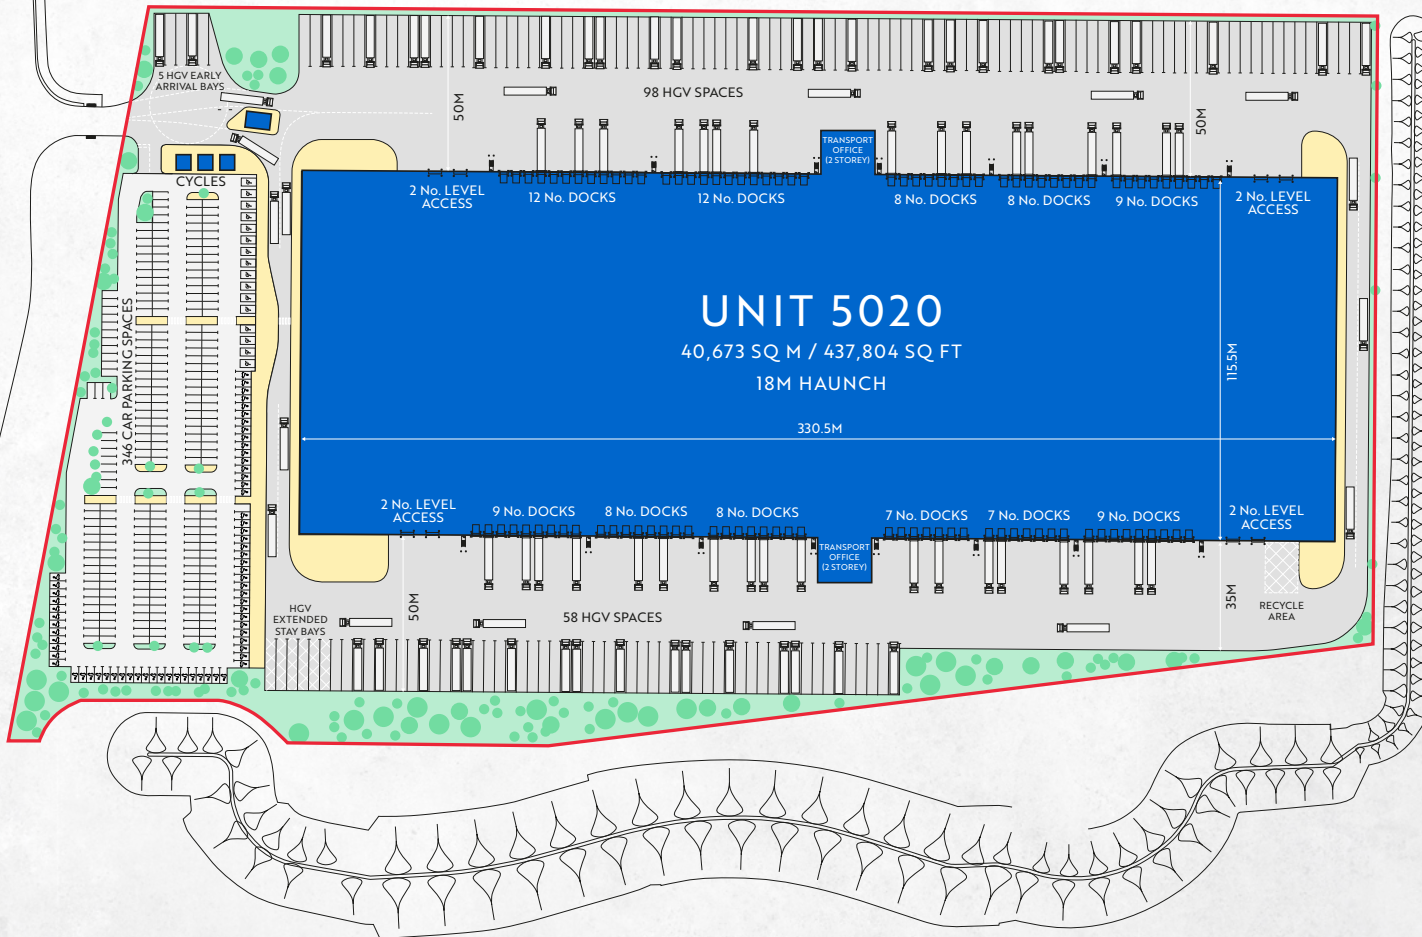 5 HGV EARLY
ARRIVAL BAYS
98 HGV SPACES
50M
50M
TRANSPORT
OFFICE
(2 STOREY)
CYCLES
2 No. LEVEL
ACCESS
12 No. DOCKS
12 No. DOCKS
8 No. DOCKS
8 No. DOCKS
9 No. DOCKS
2 No. LEVEL
ACCESS
346 CAR PARKING SPACES
UNIT 5020
40,673 SQ M / 437,804 SQ FT
18M HAUNCH
115.5M
330.5M
2 No. LEVEL
ACCESS
9 No. DOCKS
8 No. DOCKS
8 No. DOCKS
7 No. DOCKS
7 No. DOCKS
9 No. DOCKS
2 No. LEVEL
ACCESS
TRANSPORT
OFFICE
(2 STOREY)
HGV
EXTENDED
STAY BAYS
50M
58 HGV SPACES
35M
RECYCLE
AREA